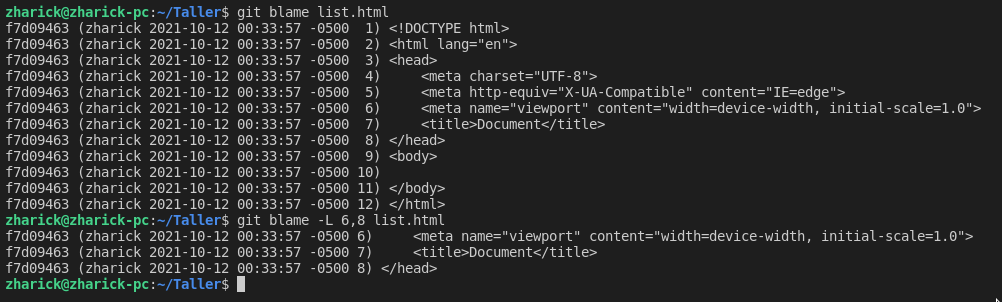 zharick@zharick-pc:~/Taller$ git blame list.html
f7d09463 (zharick 2021-10-12 00:33:57 -0500  1) <!DOCTYPE html>
f7d09463 (zharick 2021-10-12 00:33:57 -0500  2) <html lang="en">
f7d09463 (zharick 2021-10-12 00:33:57 -0500  3) <head>
f7d09463 (zharick 2021-10-12 00:33:57 -0500  4)     <meta charset="UTF-8">
f7d09463 (zharick 2021-10-12 00:33:57 -0500  5)     <meta http-equiv="X-UA-Compatible" content="IE=edge">
f7d09463 (zharick 2021-10-12 00:33:57 -0500  6)     <meta name="viewport" content="width=device-width, initial-scale=1.0">
f7d09463 (zharick 2021-10-12 00:33:57 -0500  7)     <title>Document</title>
f7d09463 (zharick 2021-10-12 00:33:57 -0500  8) </head>
f7d09463 (zharick 2021-10-12 00:33:57 -0500  9) <body>
f7d09463 (zharick 2021-10-12 00:33:57 -0500 10)
f7d09463 (zharick 2021-10-12 00:33:57 -0500 11) </body>
f7d09463 (zharick 2021-10-12 00:33:57 -0500 12) </html>
zharick@zharick-pc:~/Taller$ git blame -L 6,8 list.html
f7d09463 (zharick 2021-10-12 00:33:57 -0500 6)     <meta name="viewport" content="width=device-width, initial-scale=1.0">
f7d09463 (zharick 2021-10-12 00:33:57 -0500 7)     <title>Document</title>
f7d09463 (zharick 2021-10-12 00:33:57 -0500 8) </head>
zharick@zharick-pc:~/Taller$